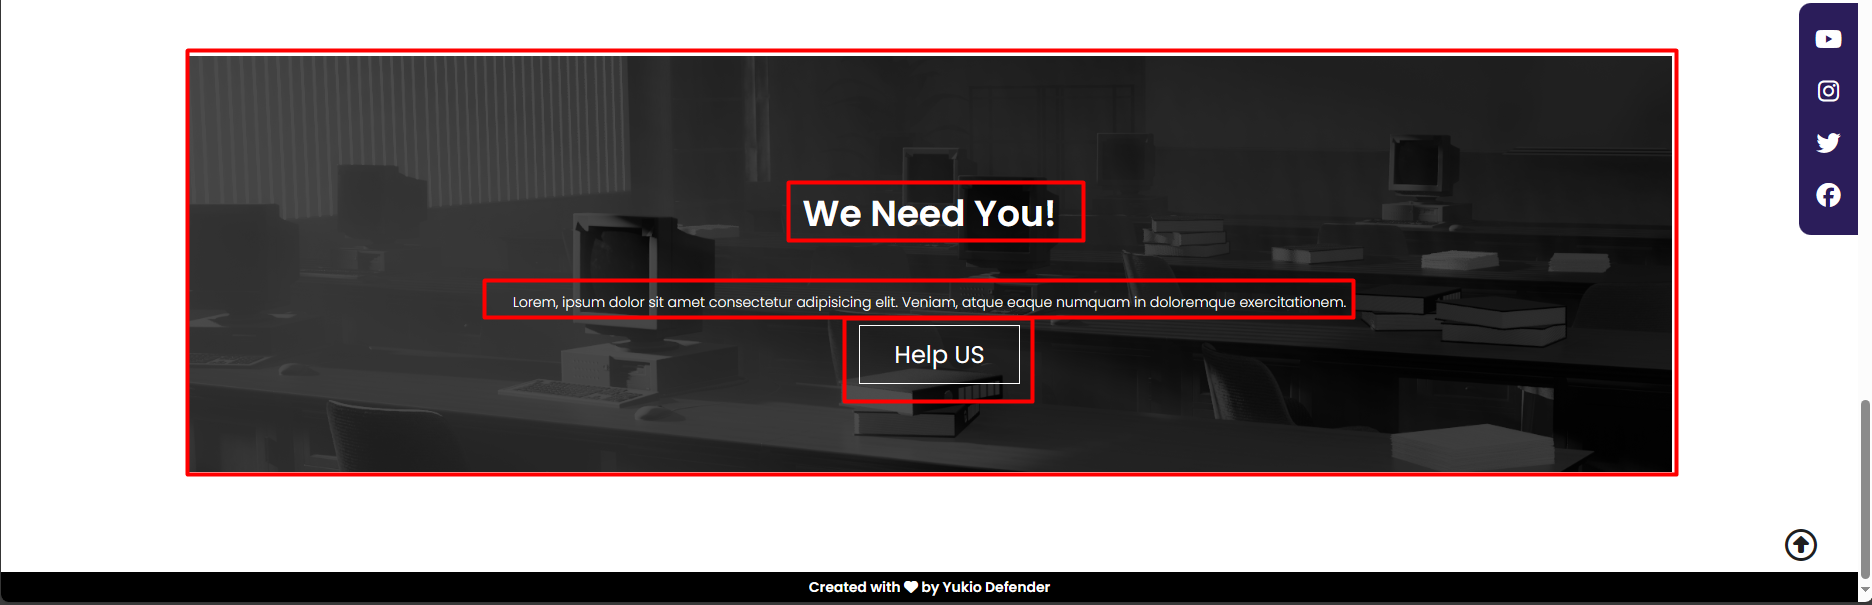 We Need You!
Lorem, ipsum dolor sit amet consectetur adipisicing elit. Veniam, atque eaque numquam in doloremque exercitationem.
Help US
Created with by Yukio Defender